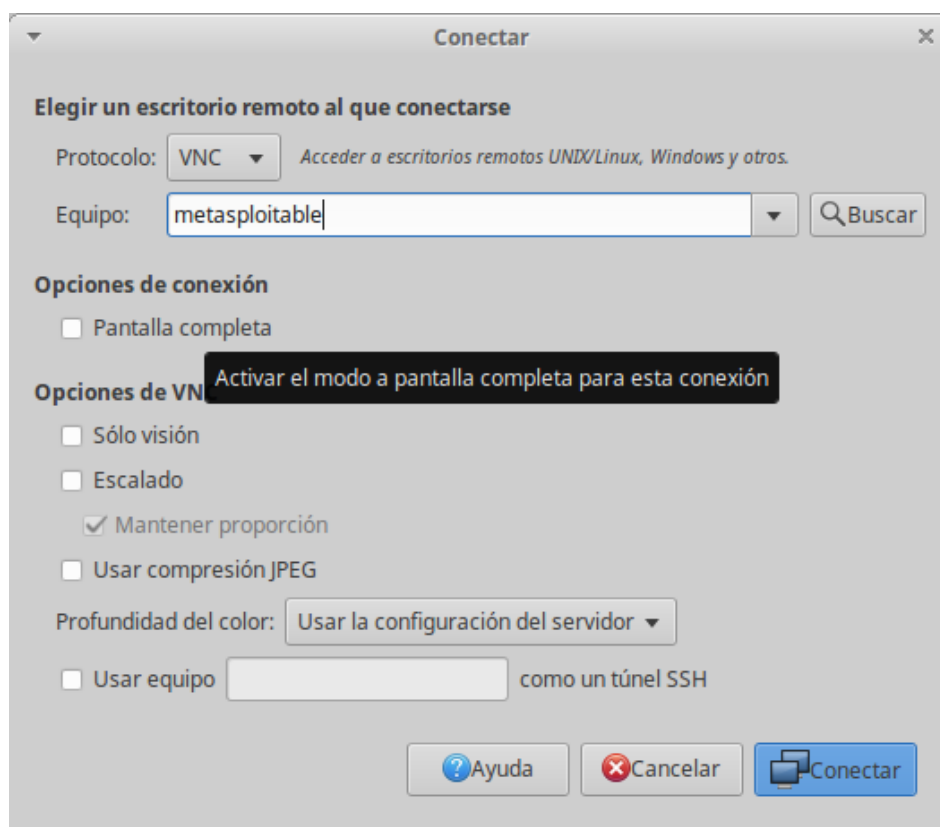 Conectar
Elegir un escritorio remoto al que conectarse
Protocolo: VNC Acceder a escritorios remotos UNIX/Linux, Windows y otros.
Equipo: metasploitable Buscar
Opciones de conexión
Pantalla completa
Activar el modo a pantalla completa para esta conexión
Opciones de VN
Sólo visión
Escalado
Mantener proporción
Usar compresión JPEG
Profundidad del color: Usar la configuración del servidor
Usar equipo como un túnel SSH
Ayuda Cancelar Conectar